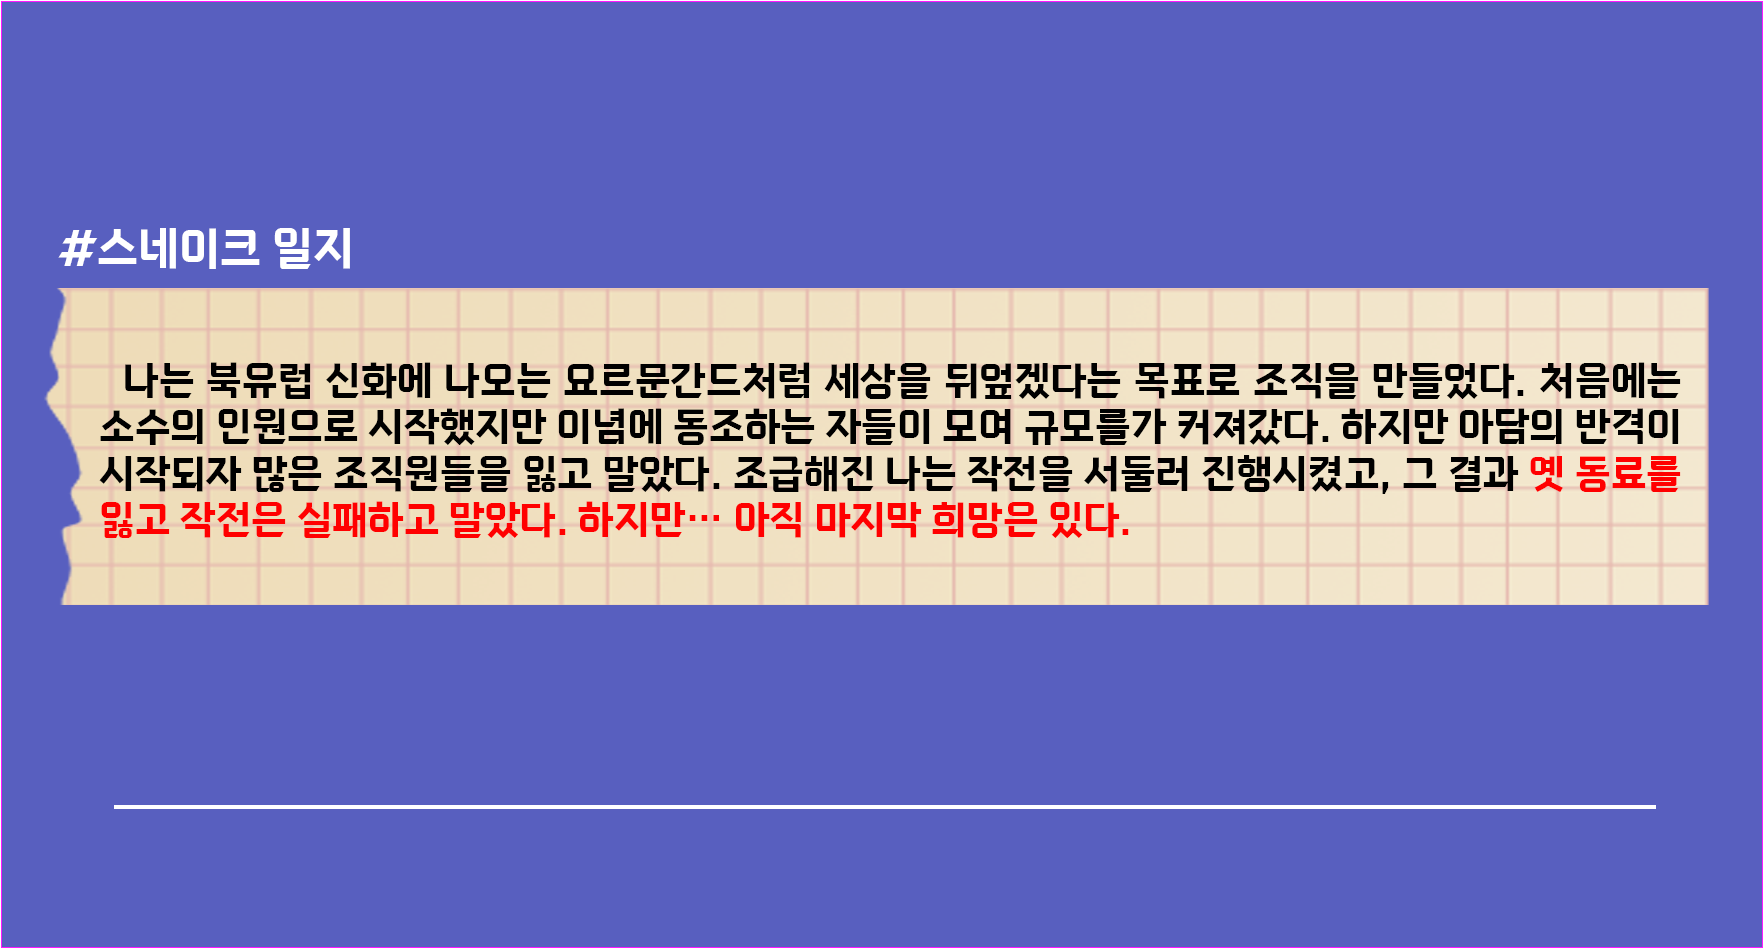 #스네이크 일지
나는 북유럽 신화에 나오는 요르문간드처럼 세상을 뒤엎겠다는 목표로 조직을 만들었다. 처음에는
소수의 인원으로 시작했지만 이념에 동조하는 자들이 모여 규모를가 커져갔다. 하지만 아담의 반격이
시작되자 많은 조직원들을 잃고 말았다. 조급해진 나는 작전을 서둘러 진행시켰고, 그 결과 옛 동료를
잃고 작전은 실패하고 말았다. 하지만… 아직 마지막 희망은 있다.